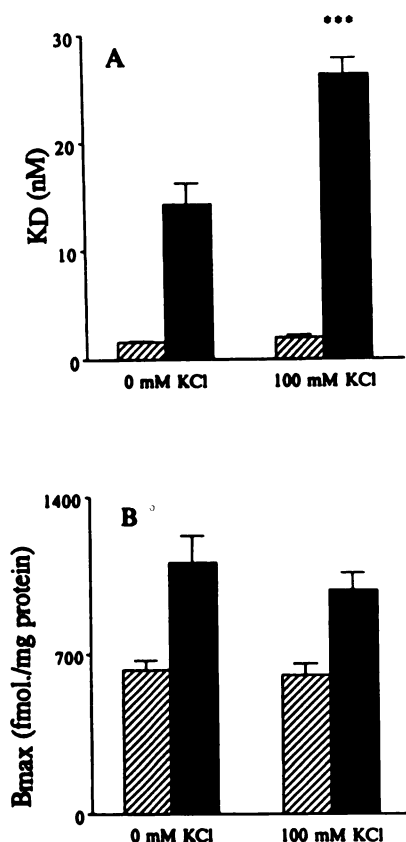 ***
30
A
20
KD (nM)
10
0
0 mM KCl
100 mM KCl
1400
B
Bmax (fmol./mg protein)
700
0
0 mM KCl
100 mM KCl